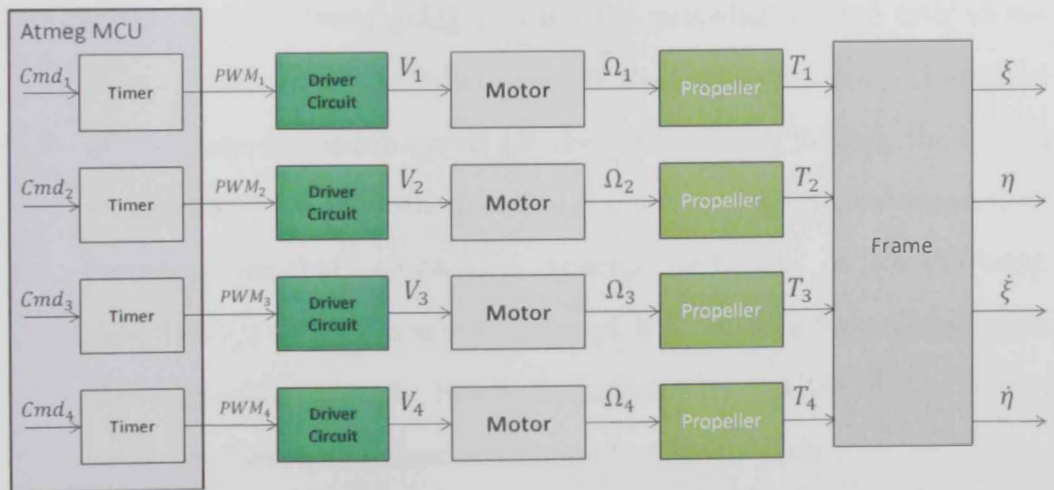 Atmeg MCU
Cmd₁ Timer PWM₁ Driver Circuit V₁ Motor Ω₁ Propeller T₁ ξ
Cmd₂ Timer PWM₂ Driver Circuit V₂ Motor Ω₂ Propeller T₂ η
Frame
Cmd₃ Timer PWM₃ Driver Circuit V₃ Motor Ω₃ Propeller T₃ ξ̇
Cmd₄ Timer PWM₄ Driver Circuit V₄ Motor Ω₄ Propeller T₄ η̇